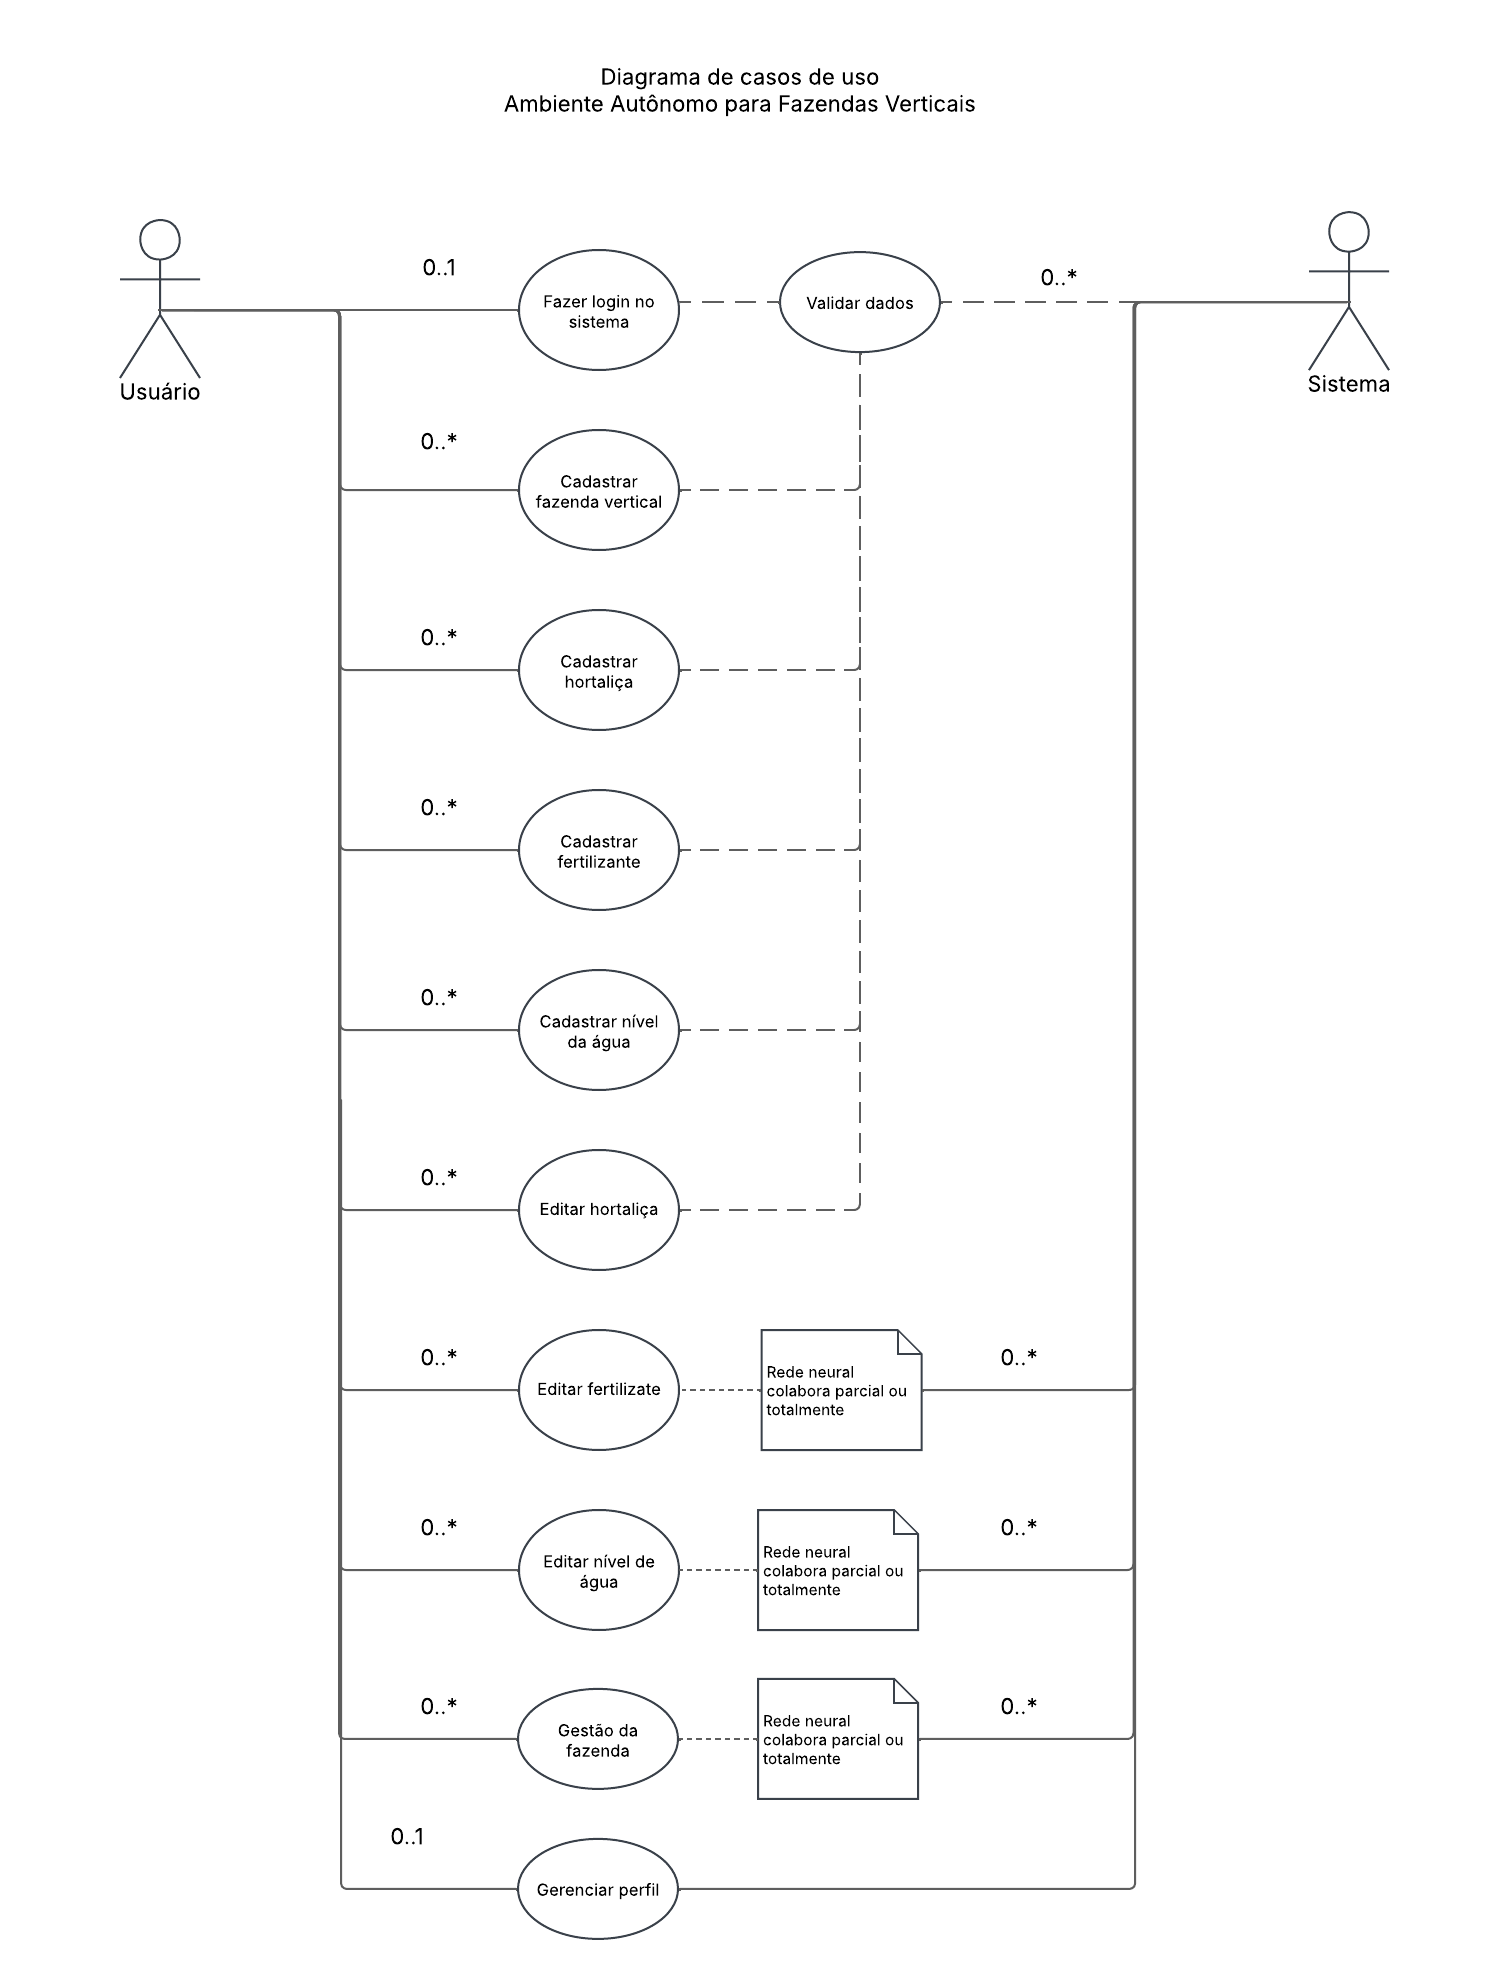 Diagrama de casos de uso
Ambiente Autônomo para Fazendas Verticais
0..1
Fazer login no
sistema
Validar dados
0..*
Usuário
Sistema
0..*
Cadastrar
fazenda vertical
0..*
Cadastrar
hortaliça
0..*
Cadastrar
fertilizante
0..*
Cadastrar nível
da água
0..*
Editar hortaliça
0..*
Editar fertilizate
Rede neural
colabora parcial ou
totalmente
0..*
0..*
Editar nível de
água
Rede neural
colabora parcial ou
totalmente
0..*
0..*
Gestão da
fazenda
Rede neural
colabora parcial ou
totalmente
0..*
0..1
Gerenciar perfil